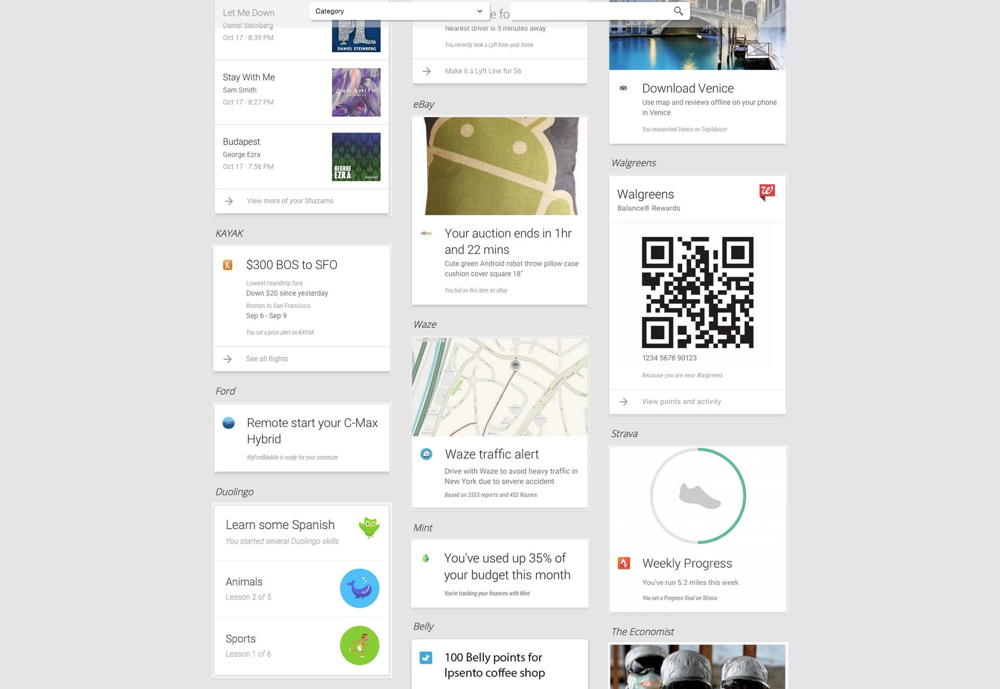 Category
Let Me Down
Daniel Steinberg
Oct 17 · 8:35 PM
DANIEL STEINBERG
Stay With Me
Sam Smith
Oct 17 · 8:27 PM
SAM SMITH
Budapest
George Ezra
Oct 17 · 7:56 PM
GEORGE
EZRA
BUDAPEST
View more of your Shazams
KAYAK
K
$300 BOS to SFO
Lowest roundtrip fare
Down $20 since yesterday
Boston to San Francisco
Sep 6 - Sep 9
You set a price alert on KAYAK
See all flights
Ford
Remote start your C-Max
Hybrid
MyFordMobile is ready for your commute
Duolingo
Learn some Spanish
You started several Duolingo skills
Animals
Lesson 2 of 5
Sports
Lesson 1 of 6
e fo
Nearest driver is 5 minutes away
You recently took a Lyft from your home
Make it a Lyft Line for $6
eBay
ebay
Your auction ends in 1hr
and 22 mins
Cute green Android robot throw pillow case
cushion cover square 18"
You bid on this item on eBay
Waze
Waze traffic alert
Drive with Waze to avoid heavy traffic in
New York due to severe accident
Based on 2553 reports and 452 Wazers
Mint
You've used up 35% of
your budget this month
You're tracking your finances with Mint
Belly
100 Belly points for
Ipsento coffee shop
Download Venice
Use map and reviews offline on your phone
in Venice
You researched Venice on TripAdvisor
Walgreens
Walgreens
Balance® Rewards
W
1234 5678 90123
Because you are near Walgreens
View points and activity
Strava
Weekly Progress
You've run 5.2 miles this week
You set a Progress Goal on Strava
The Economist